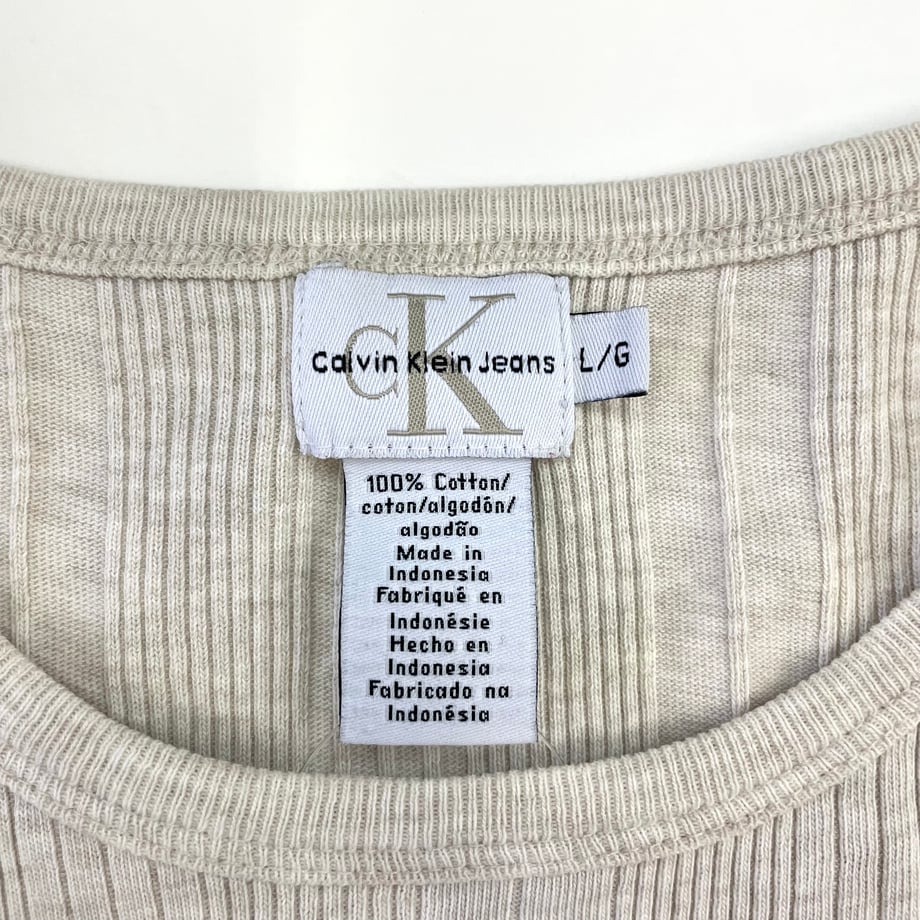 CK
Calvin Klein Jeans
L/G
100% Cotton/
coton/algodón/
algodão
Made in
Indonesia
Fabriqué en
Indonésie
Hecho en
Indonesia
Fabricado na
Indonésia